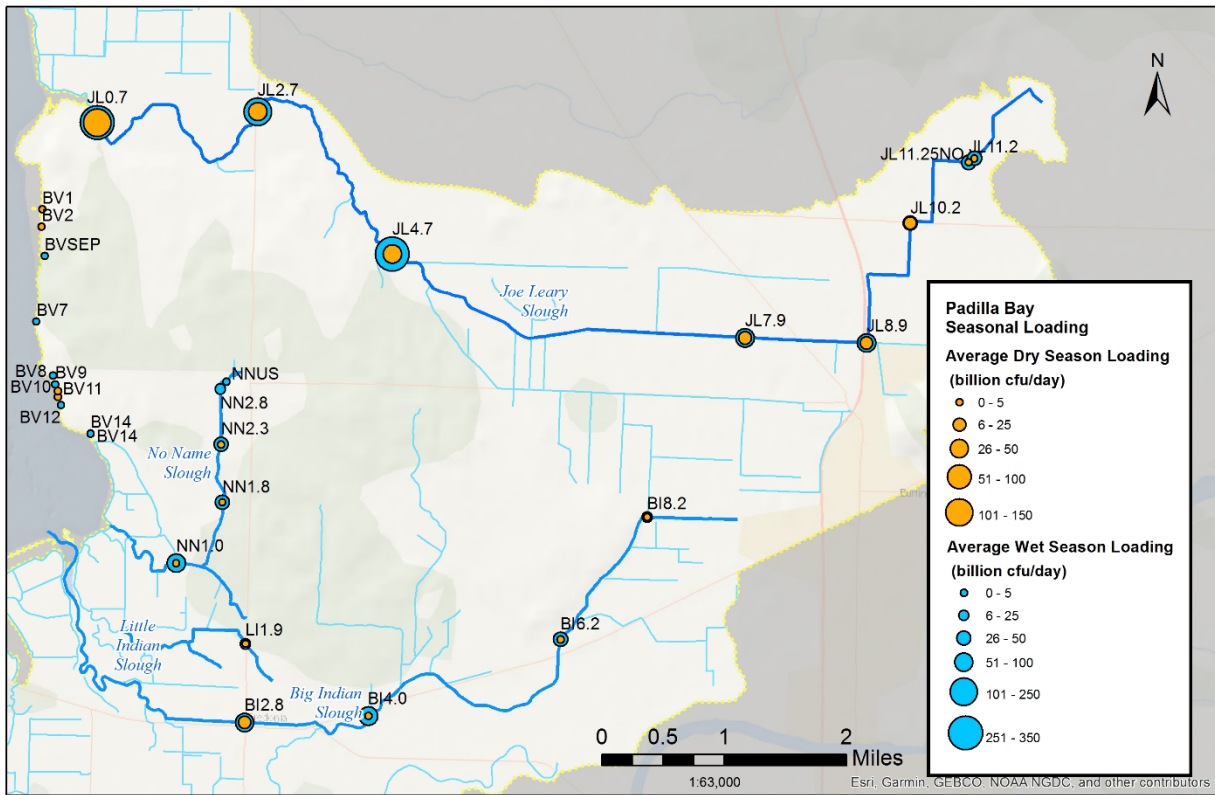 N
JL0.7
JL2.7
JL11.25NO
JL11.2
BV1
BV2
JL10.2
BVSEP
JL4.7
Joe Leary
Slough
BV7
JL7.9
JL8.9
BV8
BV9
BV10
BV11
BV12
NNUS
NN2.8
BV14
BV14
NN2.3
No Name
Slough
NN1.8
BI8.2
NN1.0
Little
Indian
Slough
LI1.9
BI6.2
Big Indian
Slough
BI2.8
BI4.0
Padilla Bay
Seasonal Loading
Average Dry Season Loading
(billion cfu/day)
0 - 5
6 - 25
26 - 50
51 - 100
101 - 150
Average Wet Season Loading
(billion cfu/day)
0 - 5
6 - 25
26 - 50
51 - 100
101 - 250
251 - 350
0 0.5 1 2
Miles
1:63,000
Esri, Garmin, GEBCO, NOAA NGDC, and other contributors